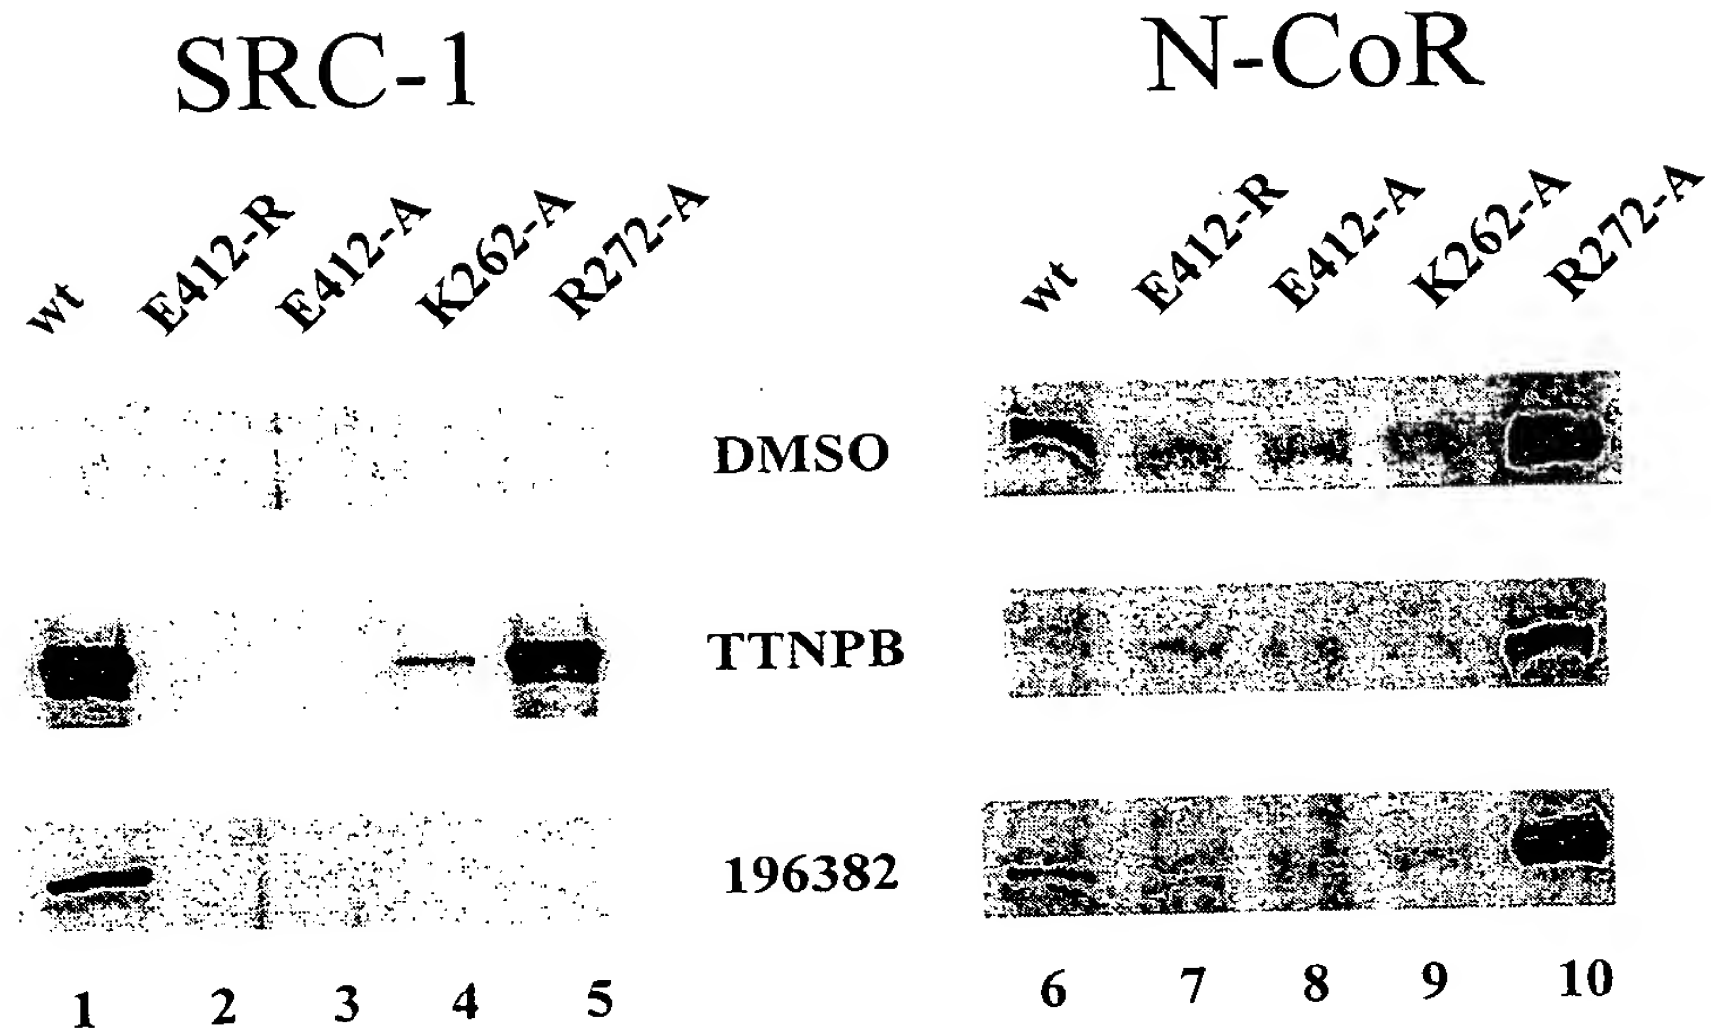 SRC-1 N-CoR
wt E412-R E412-A K262-A R272-A wt E412-R E412-A K262-A R272-A
DMSO
TTNPB
196382
1 2 3 4 5 6 7 8 9 10